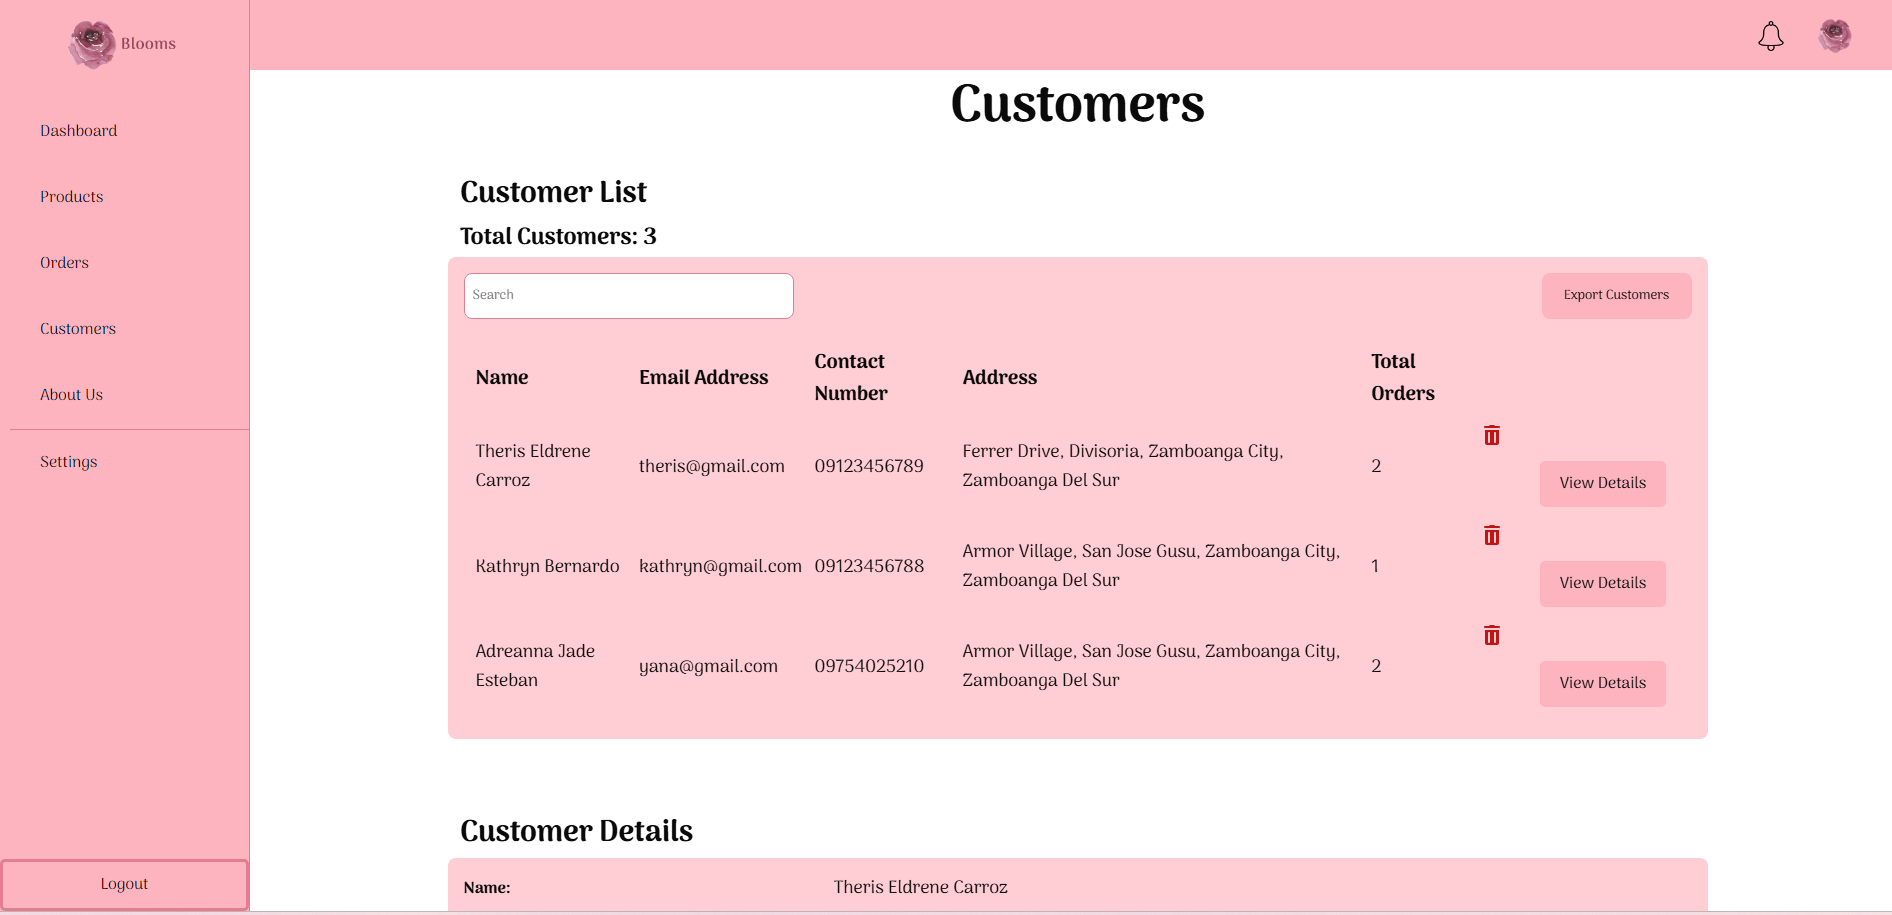 Blooms
Dashboard
Products
Orders
Customers
About Us
Settings
Logout
Customers
Customer List
Total Customers: 3
Search
Export Customers
Name
Email Address
Contact
Number
Address
Total
Orders
Theris Eldrene
Carroz
theris@gmail.com
09123456789
Ferrer Drive, Divisoria, Zamboanga City,
Zamboanga Del Sur
2
View Details
Kathryn Bernardo
kathryn@gmail.com
09123456788
Armor Village, San Jose Gusu, Zamboanga City,
Zamboanga Del Sur
1
View Details
Adreanna Jade
Esteban
yana@gmail.com
09754025210
Armor Village, San Jose Gusu, Zamboanga City,
Zamboanga Del Sur
2
View Details
Customer Details
Name:
Theris Eldrene Carroz